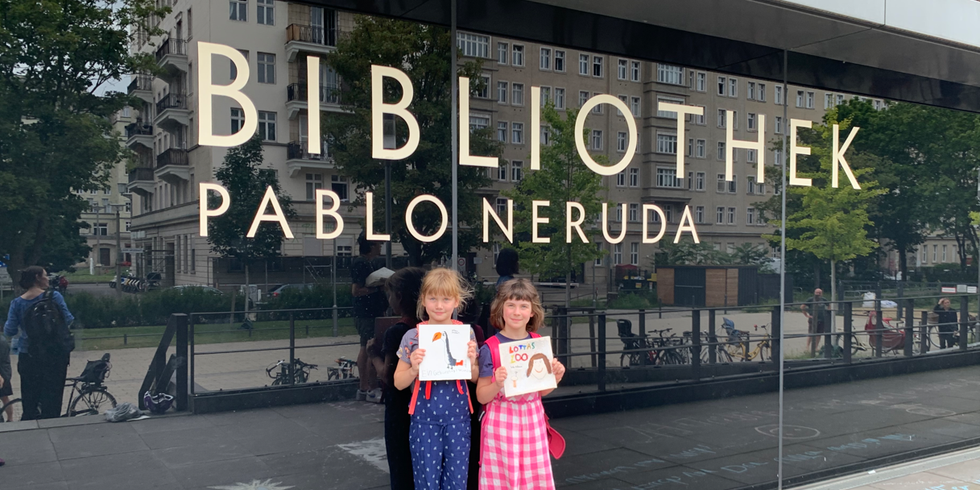 BIBLIOTHEK
PABLO NERUDA
LOTTAS
ZOO